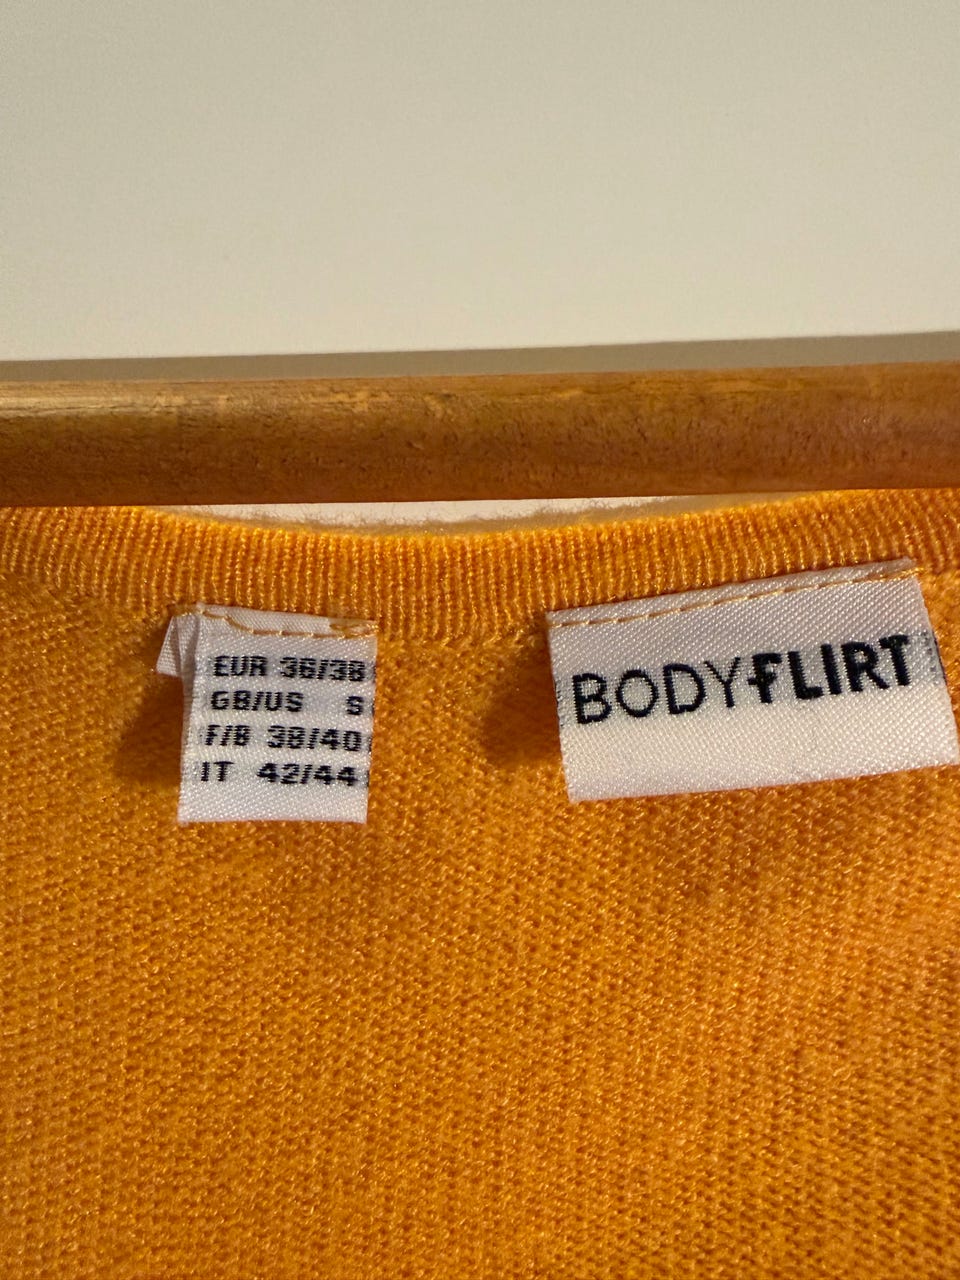 EUR 36/38
GB/US S
F/B 38/40
IT 42/44
BODYFLIRT